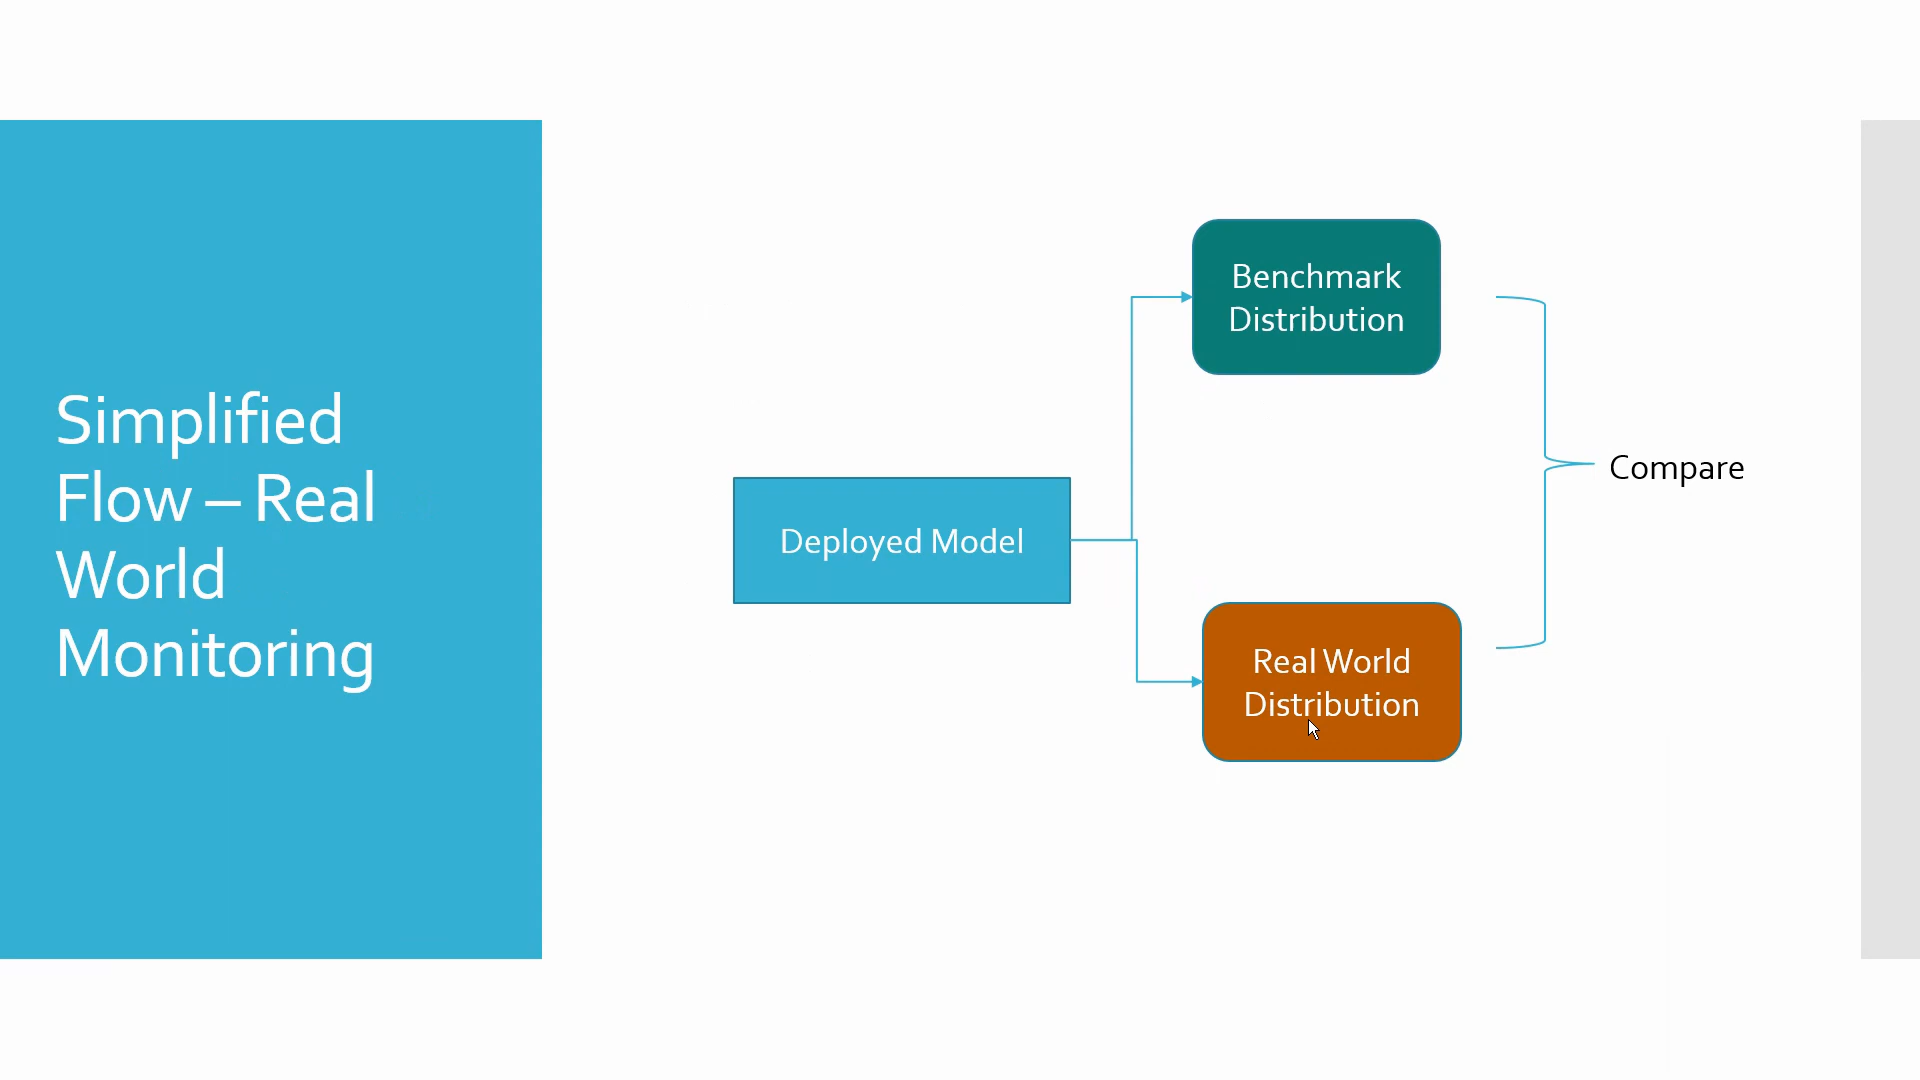 Simplified
Flow – Real
World
Monitoring
Benchmark
Distribution
Compare
Deployed Model
Real World
Distribution